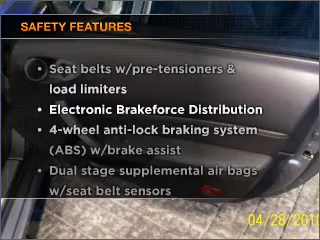 SAFETY FEATURES
• Seat belts w/pre-tensioners &
load limiters
• Electronic Brakeforce Distribution
• 4-wheel anti-lock braking system
(ABS) w/brake assist
• Dual stage supplemental air bags
w/seat belt sensors
04/28/201